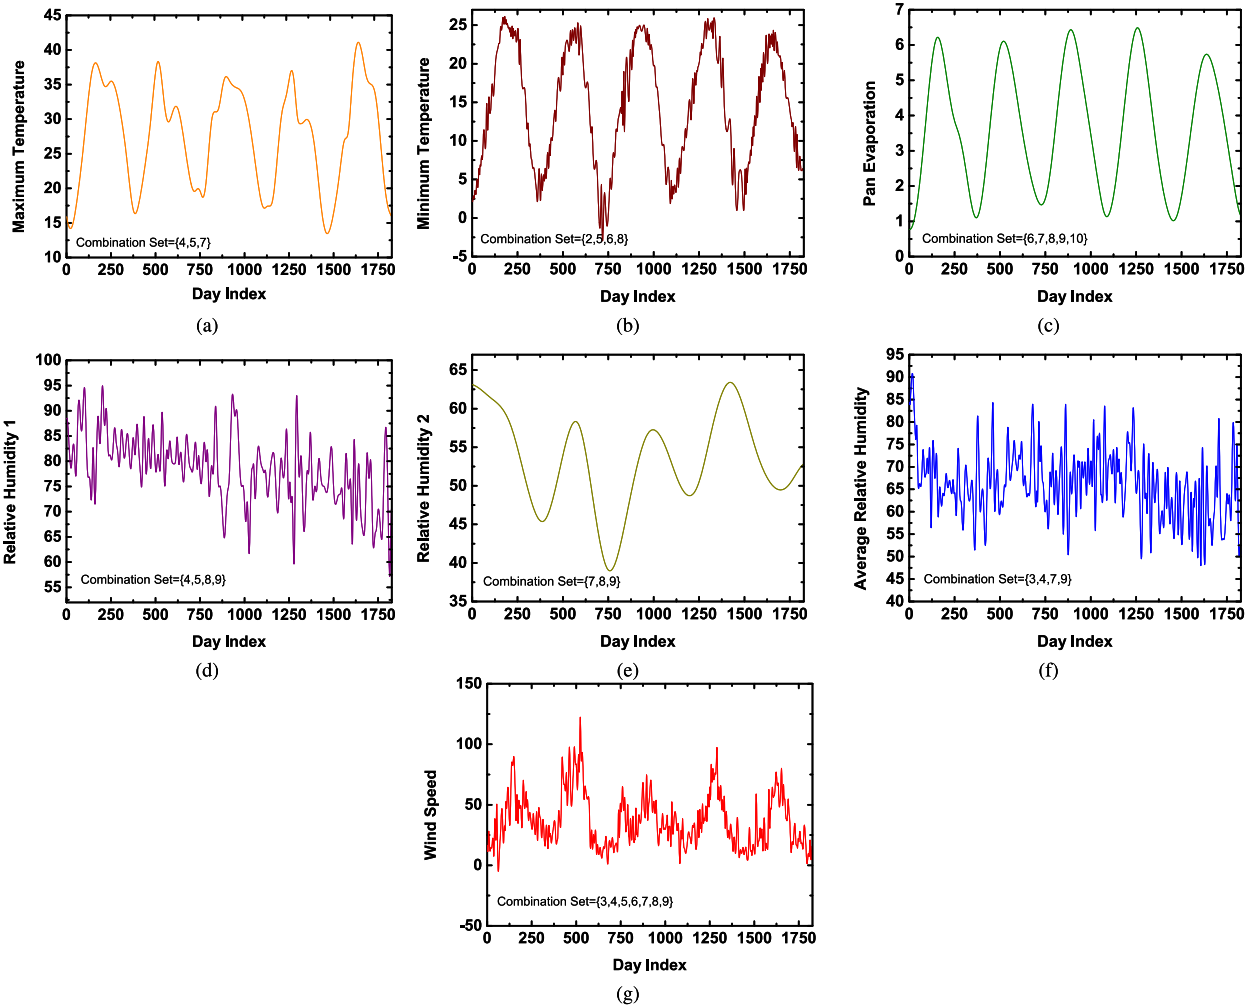 45
40
35
30
25
20
15
10
Maximum Temperature
Combination Set={4,5,7}
0 250 500 750 1000 1250 1500 1750
Day Index
(a)
25
20
15
10
5
0
-5
Minimum Temperature
Combination Set={2,5,6,8}
0 250 500 750 1000 1250 1500 1750
Day Index
(b)
7
6
5
4
3
2
1
0
Pan Evaporation
Combination Set={6,7,8,9,10}
0 250 500 750 1000 1250 1500 1750
Day Index
(c)
100
95
90
85
80
75
70
65
60
55
Relative Humidity 1
Combination Set={4,5,8,9}
0 250 500 750 1000 1250 1500 1750
Day Index
(d)
65
60
55
50
45
40
35
Relative Humidity 2
Combination Set={7,8,9}
0 250 500 750 1000 1250 1500 1750
Day Index
(e)
95
90
85
80
75
70
65
60
55
50
45
40
Average Relative Humidity
Combination Set={3,4,7,9}
0 250 500 750 1000 1250 1500 1750
Day Index
(f)
150
100
50
0
-50
Wind Speed
Combination Set={3,4,5,6,7,8,9}
0 250 500 750 1000 1250 1500 1750
Day Index
(g)